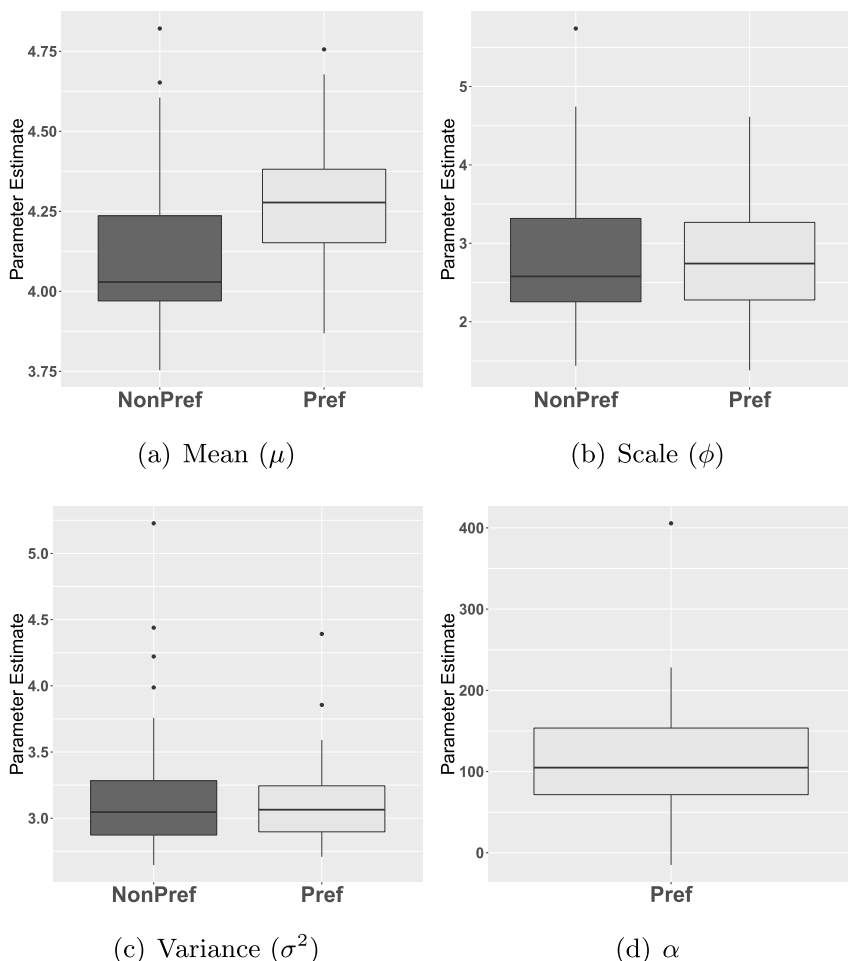 Parameter Estimate
4.75
4.50
4.25
4.00
3.75
NonPref Pref
(a) Mean (μ)
Parameter Estimate
5
4
3
2
NonPref Pref
(b) Scale (ϕ)
Parameter Estimate
5.0
4.5
4.0
3.5
3.0
NonPref Pref
(c) Variance (σ²)
Parameter Estimate
400
300
200
100
0
Pref
(d) α